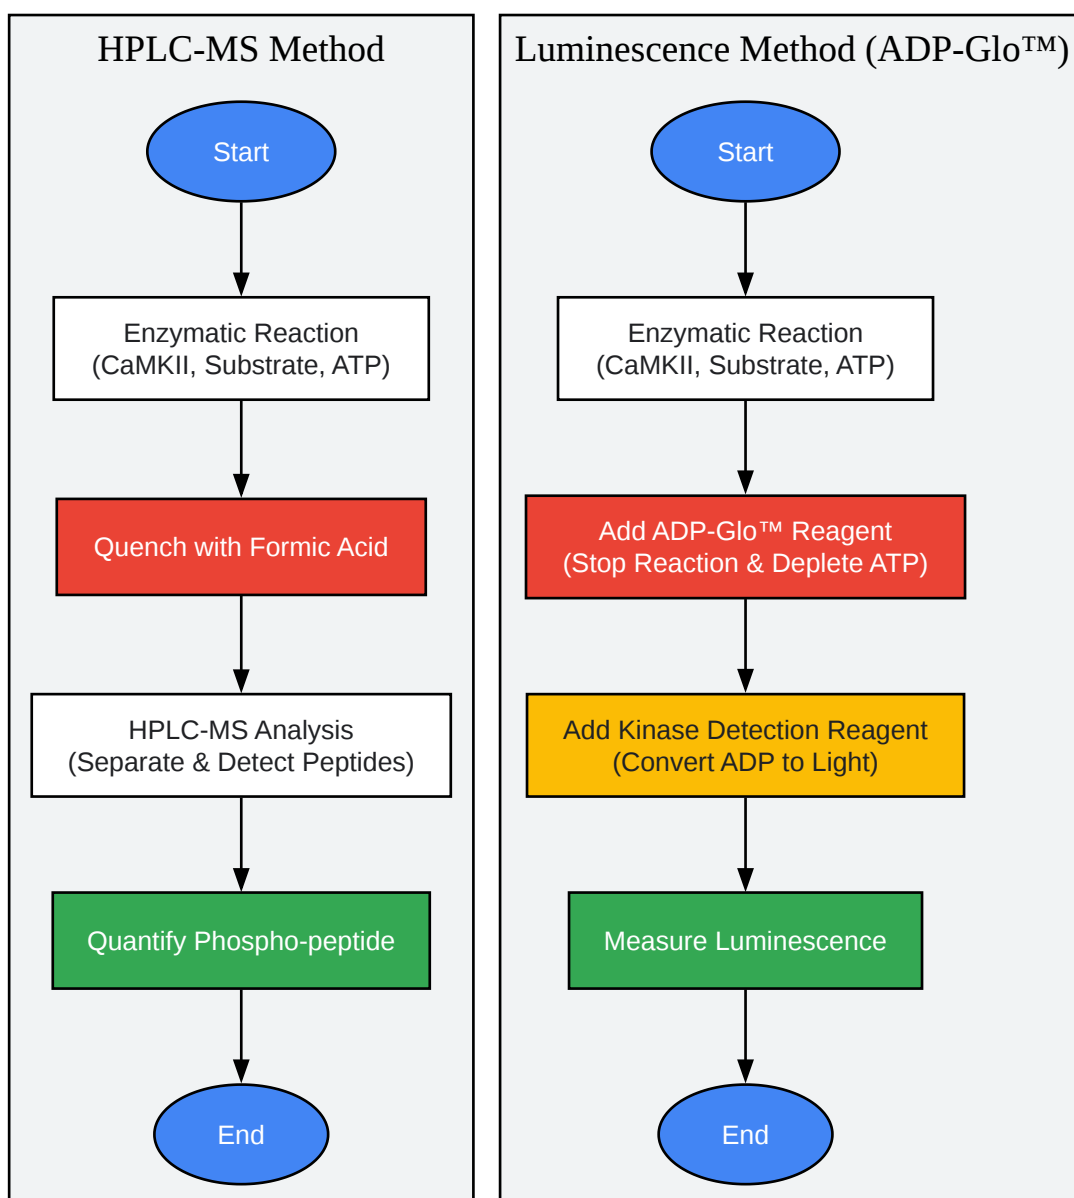 HPLC-MS Method
Start
Enzymatic Reaction
(CaMKII, Substrate, ATP)
Quench with Formic Acid
HPLC-MS Analysis
(Separate & Detect Peptides)
Quantify Phospho-peptide
End
Luminescence Method (ADP-Glo™)
Start
Enzymatic Reaction
(CaMKII, Substrate, ATP)
Add ADP-Glo™ Reagent
(Stop Reaction & Deplete ATP)
Add Kinase Detection Reagent
(Convert ADP to Light)
Measure Luminescence
End